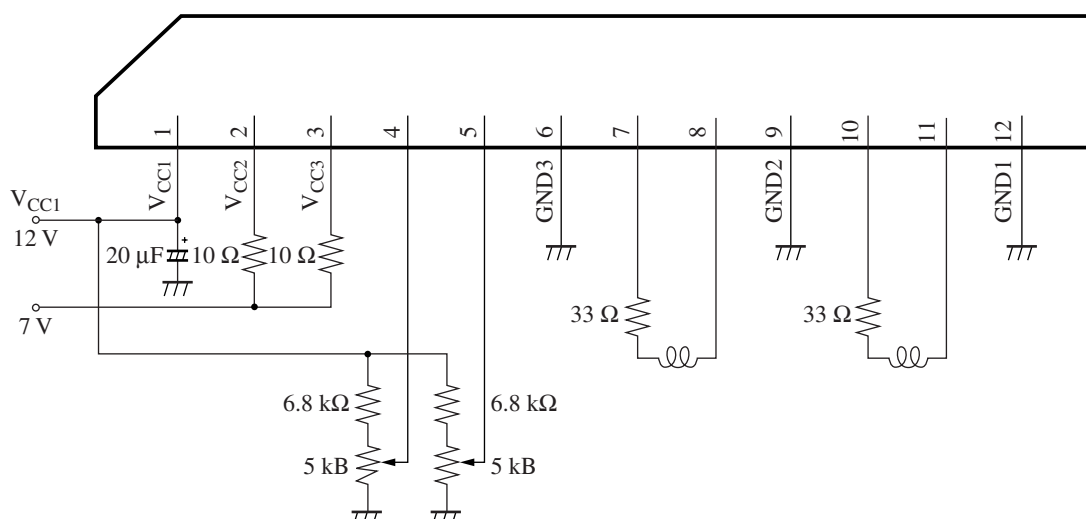 1 2 3 4 5 6 7 8 9 10 11 12
VCC1 VCC2 VCC3 GND3 GND2 GND1
VCC1
12 V
20 µF
+
10 Ω
10 Ω
7 V
33 Ω
33 Ω
6.8 kΩ
6.8 kΩ
5 kB
5 kB